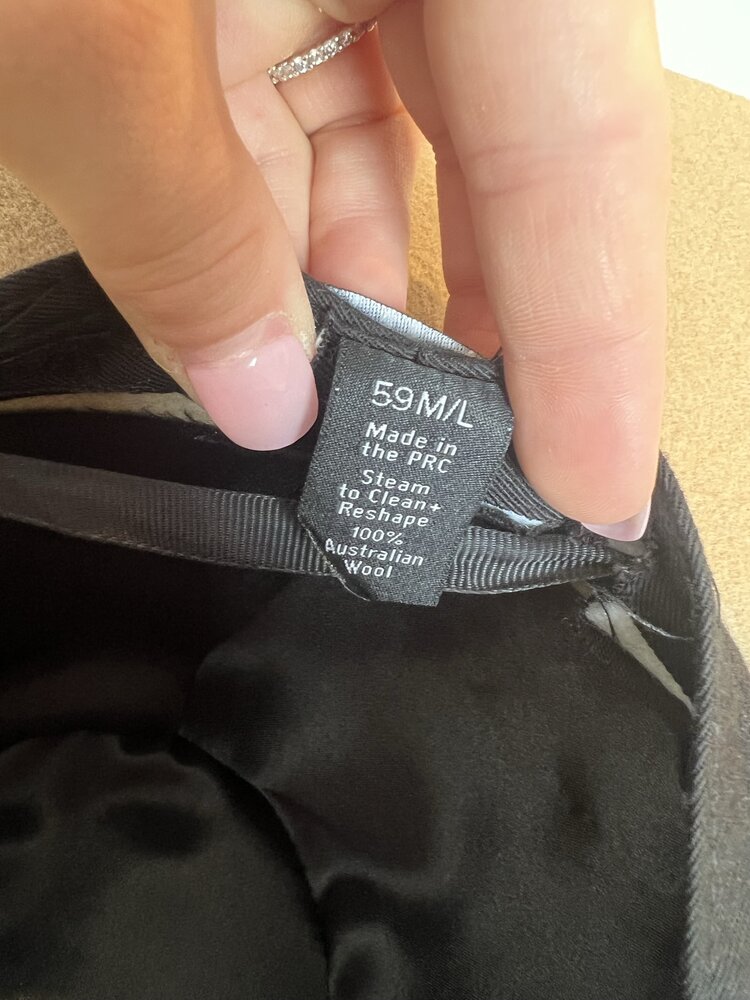 59M/L
Made in
the PRC
Steam
to Clean+
Reshape
100%
Australian
Wool